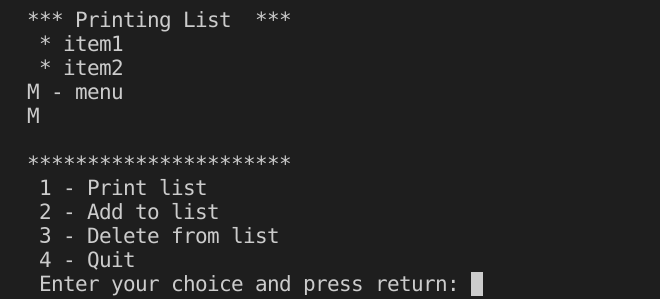 *** Printing List  ***
 * item1
 * item2
M - menu
M

**********************
 1 - Print list
 2 - Add to list
 3 - Delete from list
 4 - Quit
 Enter your choice and press return: